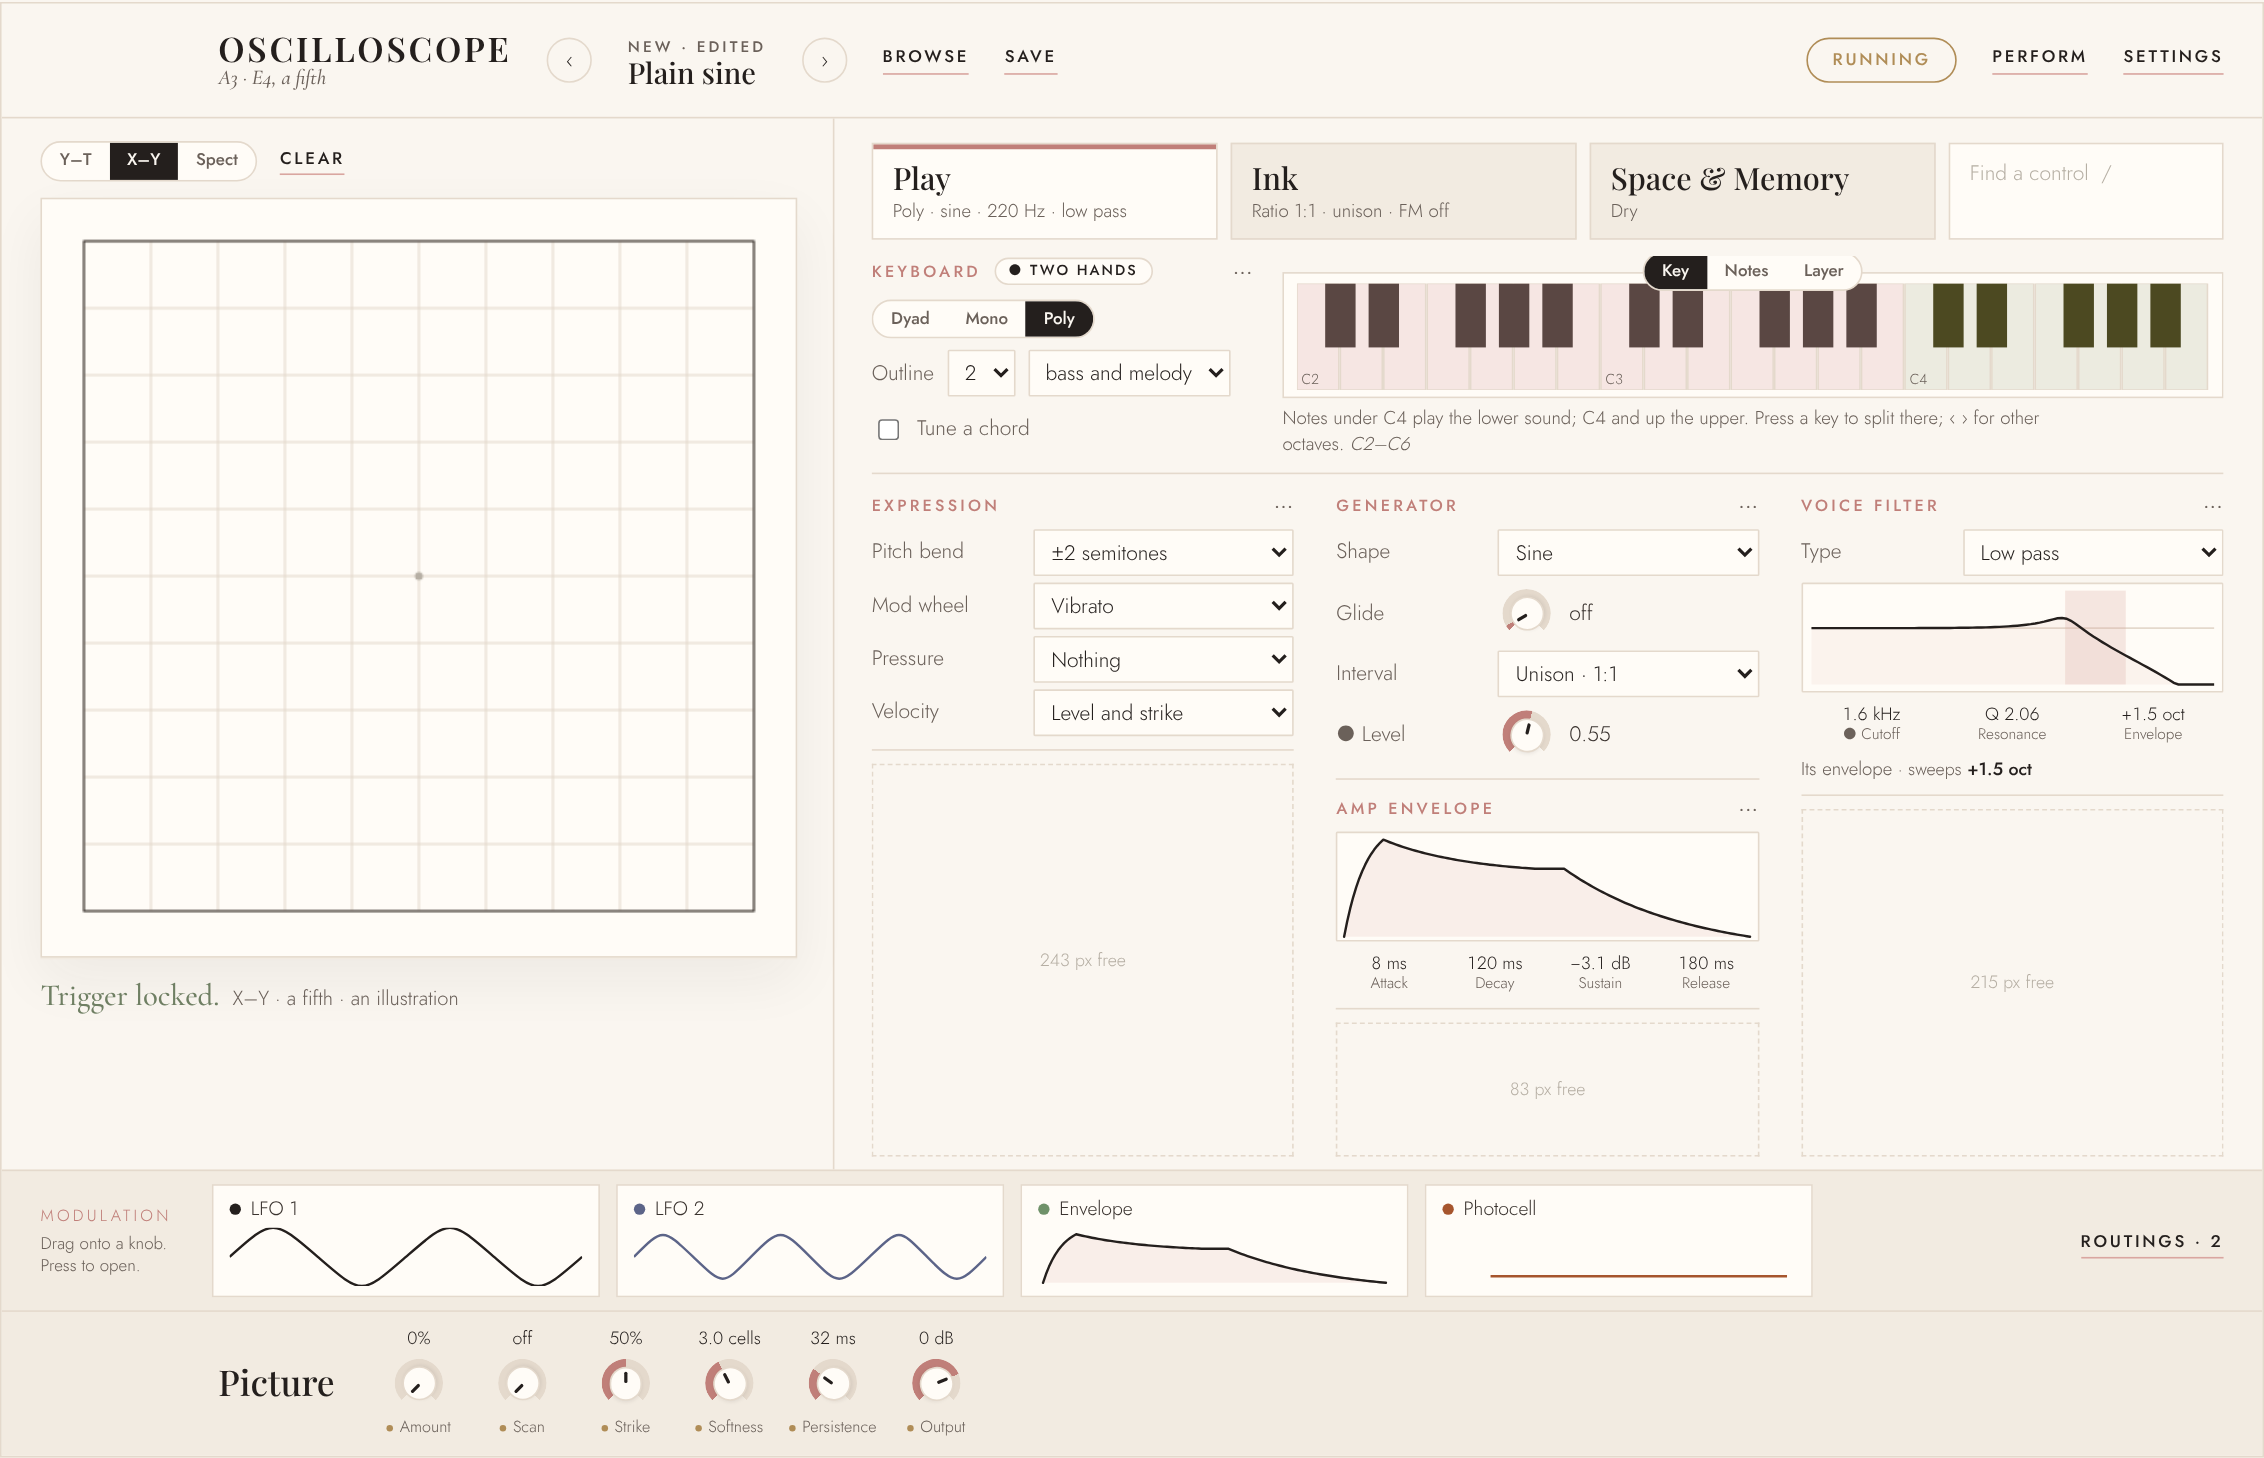 OSCILLOSCOPE
A3 · E4, a fifth
‹
NEW · EDITED
Plain sine
›
BROWSE
SAVE
RUNNING
PERFORM
SETTINGS
Y–T
X–Y
Spect
CLEAR
Trigger locked. X–Y · a fifth · an illustration
Play
Poly · sine · 220 Hz · low pass
Ink
Ratio 1:1 · unison · FM off
Space & Memory
Dry
Find a control /
KEYBOARD
TWO HANDS
...
Dyad
Mono
Poly
Outline
2
bass and melody
Tune a chord
Key
Notes
Layer
C2
C3
C4
Notes under C4 play the lower sound; C4 and up the upper. Press a key to split there; ‹ › for other
octaves. C2–C6
EXPRESSION
...
Pitch bend
±2 semitones
Mod wheel
Vibrato
Pressure
Nothing
Velocity
Level and strike
243 px free
GENERATOR
...
Shape
Sine
Glide
off
Interval
Unison · 1:1
Level
0.55
AMP ENVELOPE
...
8 ms
Attack
120 ms
Decay
−3.1 dB
Sustain
180 ms
Release
83 px free
VOICE FILTER
...
Type
Low pass
1.6 kHz
Cutoff
Q 2.06
Resonance
+1.5 oct
Envelope
Its envelope · sweeps +1.5 oct
215 px free
MODULATION
Drag onto a knob.
Press to open.
LFO 1
LFO 2
Envelope
Photocell
ROUTINGS · 2
Picture
0%
Amount
off
Scan
50%
Strike
3.0 cells
Softness
32 ms
Persistence
0 dB
Output